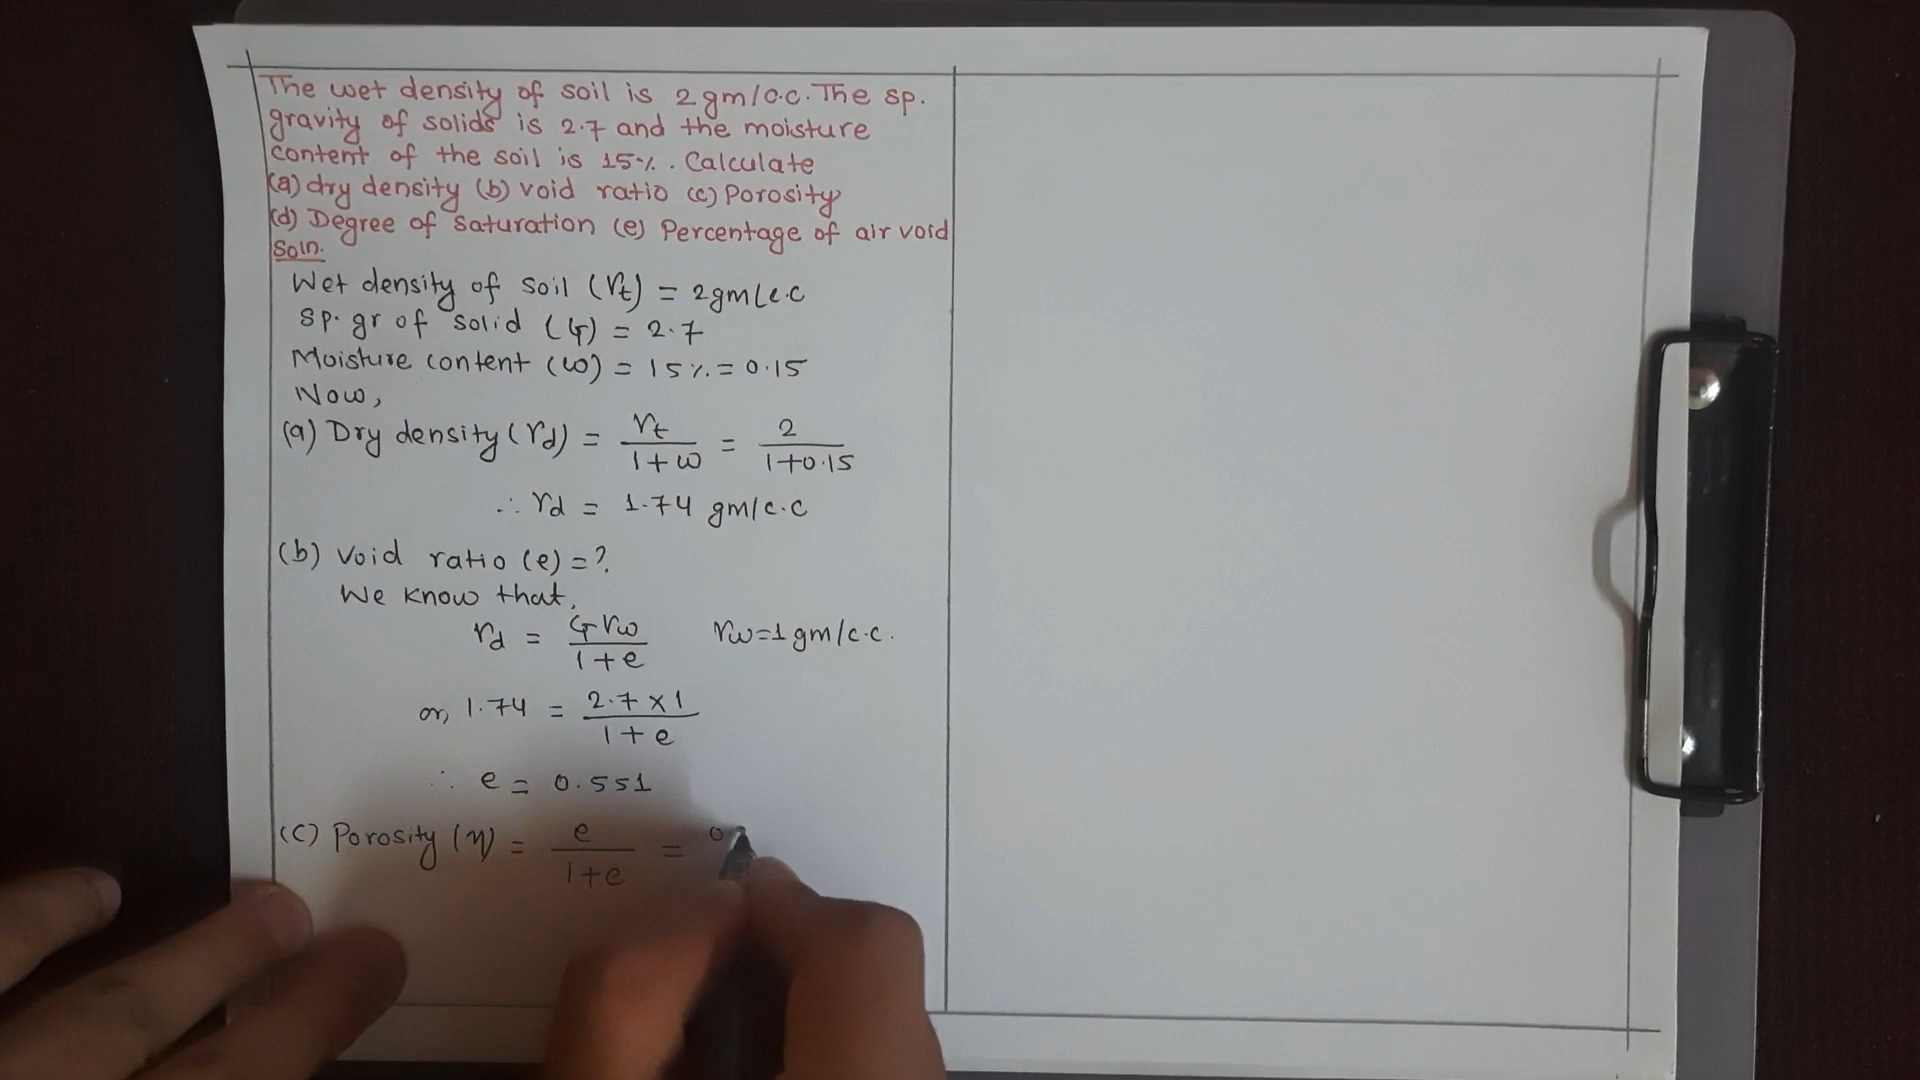 The wet density of soil is 2gm/c.c. The sp.
gravity of solids is 2.7 and the moisture
content of the soil is 15%. Calculate
(a) dry density (b) void ratio (c) Porosity
(d) Degree of saturation (e) Percentage of air void
Soln.
Wet density of soil (γt) = 2gm/c.c
Sp. gr of solid (G) = 2.7
Moisture content (ω) = 15% = 0.15
Now,
(a) Dry density (γd) = γt / 1+ω = 2 / 1+0.15
∴ γd = 1.74 gm/c.c
(b) void ratio (e) = ?
We know that,
γd = Gγω / 1+e γω=1gm/c.c.
or, 1.74 = 2.7×1 / 1+e
∴ e = 0.551
(c) Porosity (η) = e / 1+e = 0.